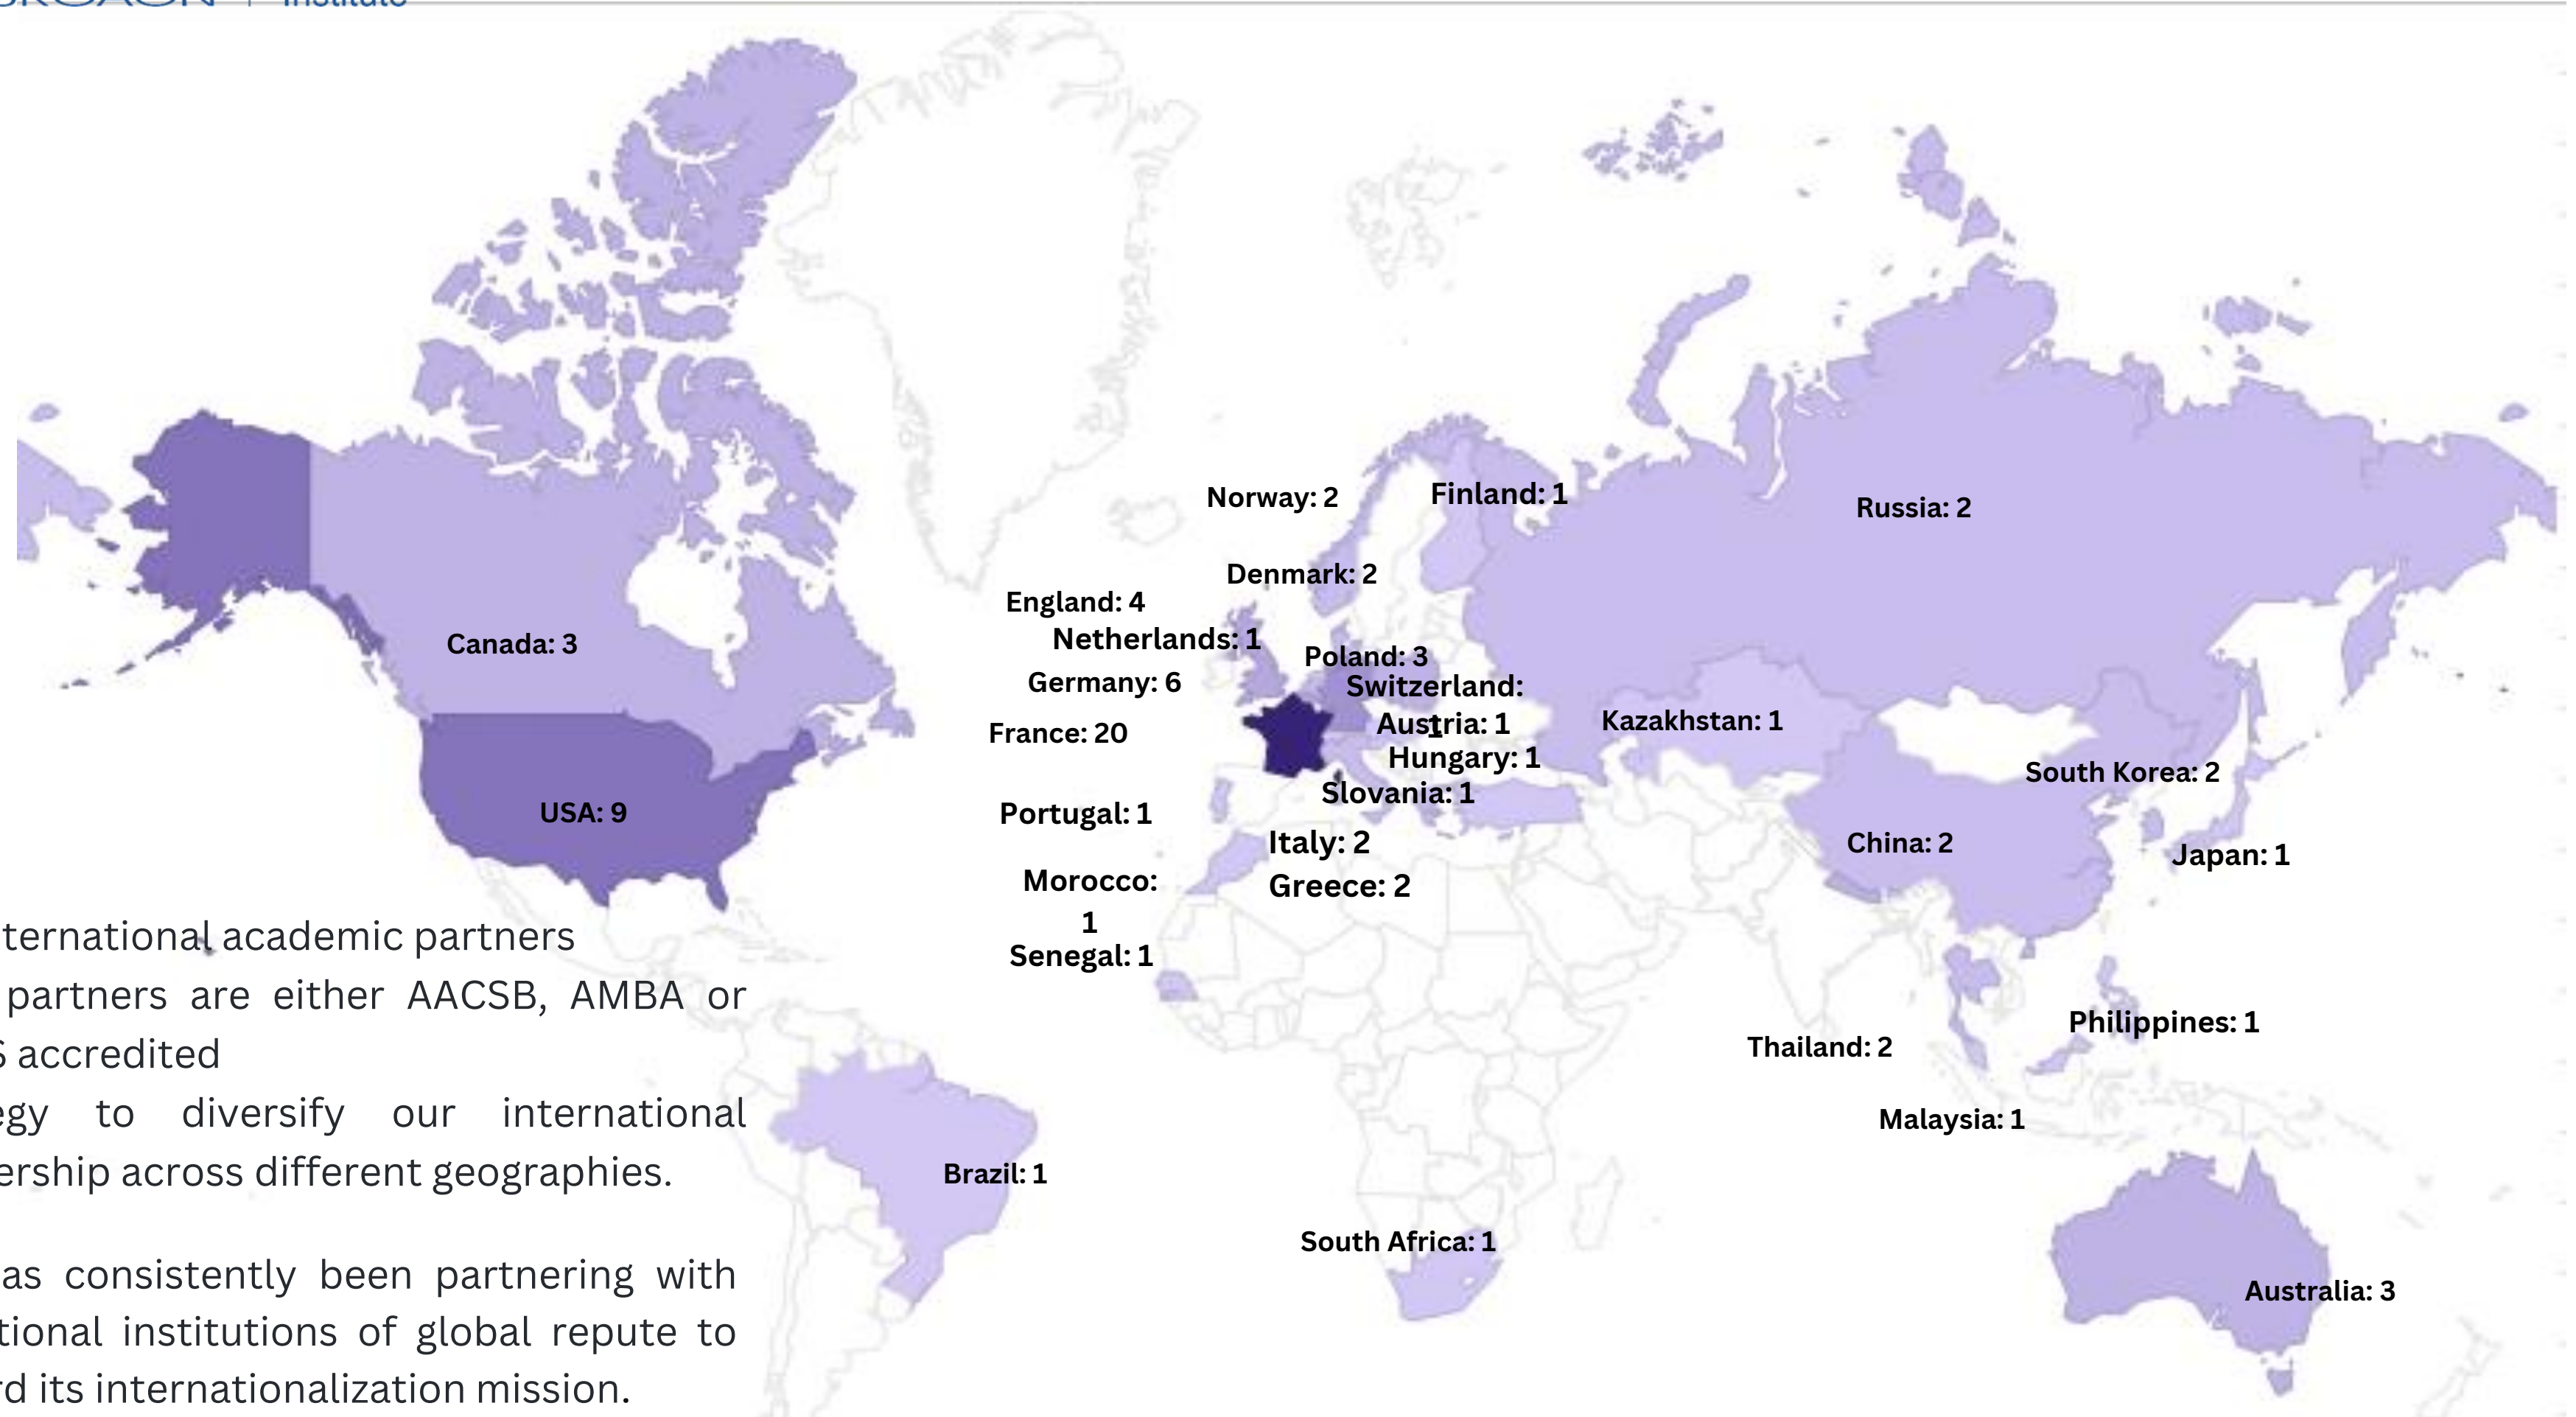 Institute
Norway: 2
Finland: 1
Russia: 2
Denmark: 2
England: 4
Netherlands: 1
Canada: 3
Poland: 3
Germany: 6
Switzerland:
1
Austria: 1
Kazakhstan: 1
France: 20
Hungary: 1
South Korea: 2
Slovania: 1
USA: 9
Portugal: 1
Italy: 2
China: 2
Japan: 1
Morocco:
1
Greece: 2
Senegal: 1
Philippines: 1
Thailand: 2
Malaysia: 1
Brazil: 1
South Africa: 1
Australia: 3
ternational academic partners
partners are either AACSB, AMBA or
S accredited
egy to diversify our international
ership across different geographies.
as consistently been partnering with
tional institutions of global repute to
rd its internationalization mission.